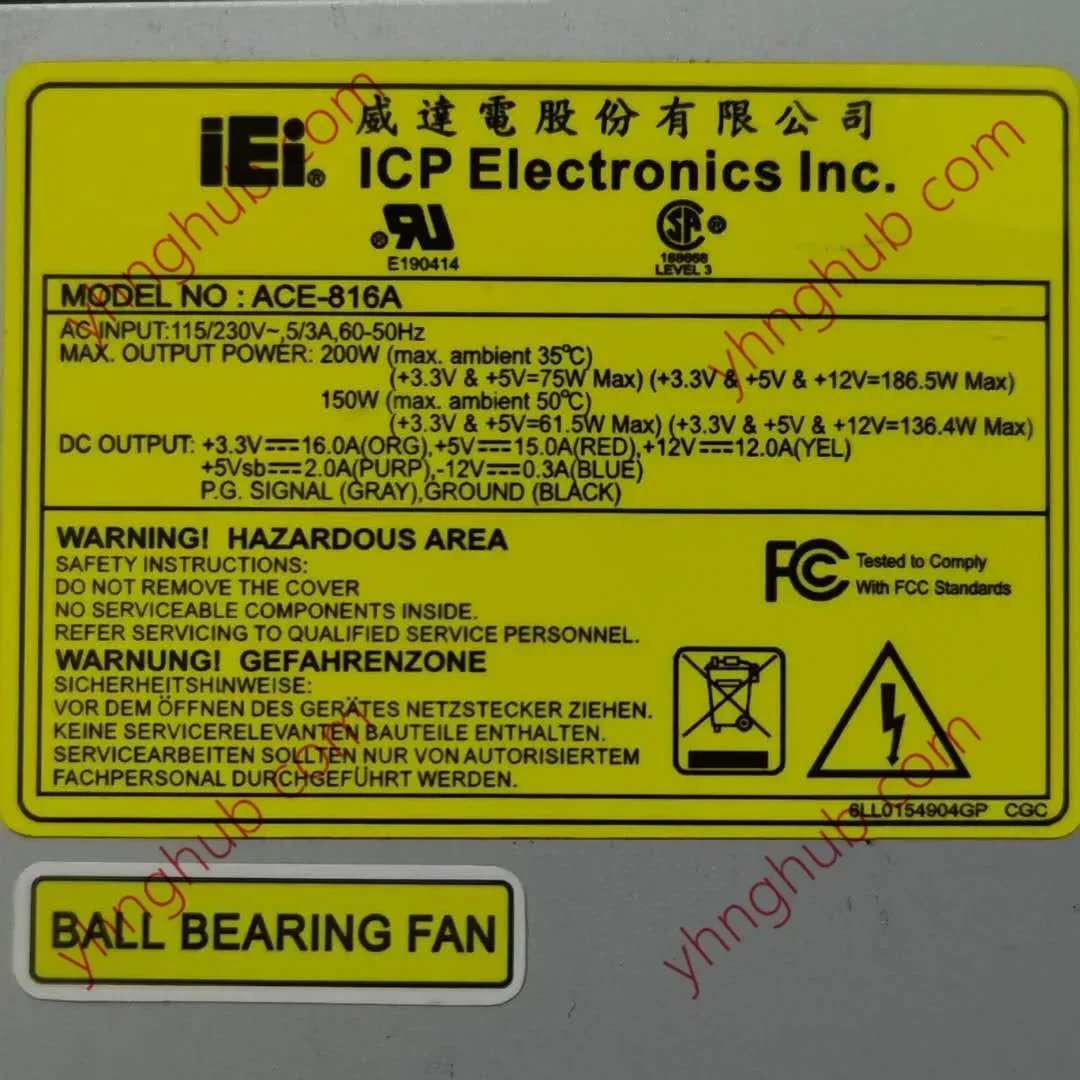 iEi® 威達電股份有限公司
ICP Electronics Inc.
E190414
168668
LEVEL 3
MODEL NO : ACE-816A
AC INPUT:115/230V~,5/3A,60-50Hz
MAX. OUTPUT POWER: 200W (max. ambient 35℃)
(+3.3V & +5V=75W Max) (+3.3V & +5V & +12V=186.5W Max)
150W (max. ambient 50℃)
(+3.3V & +5V=61.5W Max) (+3.3V & +5V & +12V=136.4W Max)
DC OUTPUT: +3.3V⎓16.0A(ORG),+5V⎓15.0A(RED),+12V⎓12.0A(YEL)
+5Vsb⎓2.0A(PURP),-12V⎓0.3A(BLUE)
P.G. SIGNAL (GRAY),GROUND (BLACK)
WARNING! HAZARDOUS AREA
SAFETY INSTRUCTIONS:
DO NOT REMOVE THE COVER
NO SERVICEABLE COMPONENTS INSIDE.
REFER SERVICING TO QUALIFIED SERVICE PERSONNEL.
WARNUNG! GEFAHRENZONE
SICHERHEITSHINWEISE:
VOR DEM ÖFFNEN DES GERÄTES NETZSTECKER ZIEHEN.
KEINE SERVICERELEVANTEN BAUTEILE ENTHALTEN.
SERVICEARBEITEN SOLLTEN NUR VON AUTORISIERTEM
FACHPERSONAL DURCHGEFÜHRT WERDEN.
FC Tested to Comply
With FCC Standards
6LL0154904GP CGC
BALL BEARING FAN
yhnghub com
yhnghub com
yhnghub com
yhnghub com